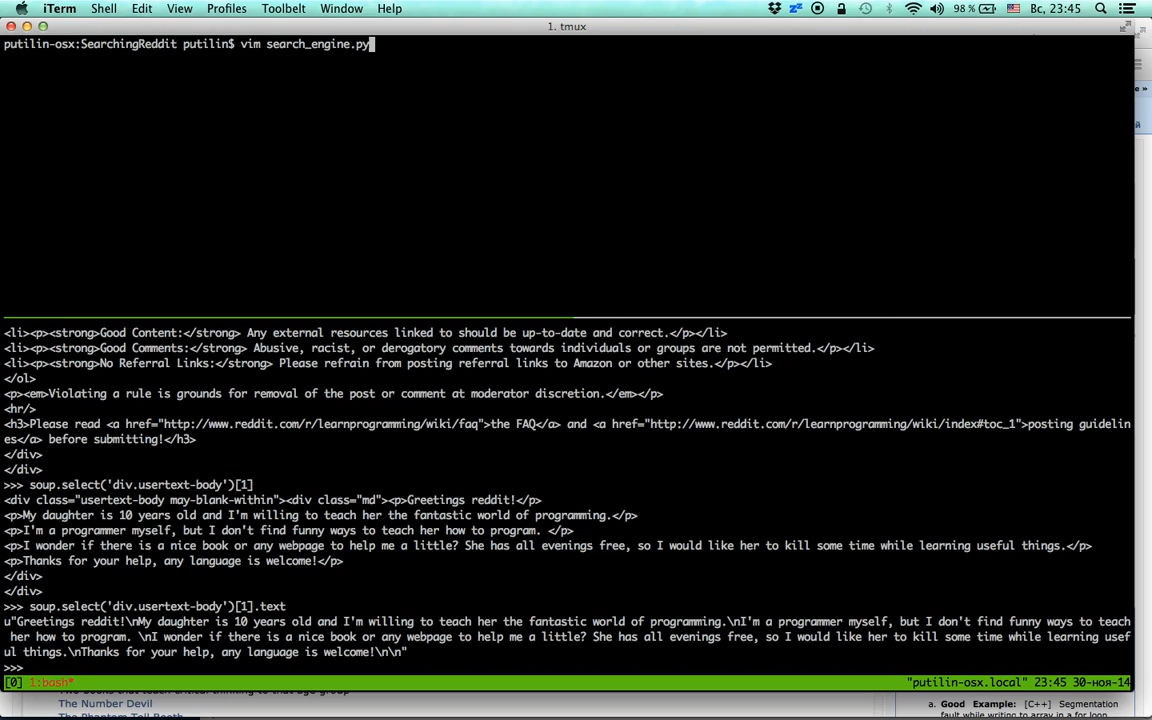 iTerm Shell Edit View Profiles Toolbelt Window Help 98% Вс, 23:45
1. tmux
putilin-osx:SearchingReddit putilin$ vim search_engine.py
<li><p><strong>Good Content:</strong> Any external resources linked to should be up-to-date and correct.</p></li>
<li><p><strong>Good Comments:</strong> Abusive, racist, or derogatory comments towards individuals or groups are not permitted.</p></li>
<li><p><strong>No Referral Links:</strong> Please refrain from posting referral links to Amazon or other sites.</p></li>
</ol>
<p><em>Violating a rule is grounds for removal of the post or comment at moderator discretion.</em></p>
<hr/>
<h3>Please read <a href="http://www.reddit.com/r/learnprogramming/wiki/faq">the FAQ</a> and <a href="http://www.reddit.com/r/learnprogramming/wiki/index#toc_1">posting guidelin
es</a> before submitting!</h3>
</div>
</div>
>>> soup.select('div.usertext-body')[1]
<div class="usertext-body may-blank-within"><div class="md"><p>Greetings reddit!</p>
<p>My daughter is 10 years old and I'm willing to teach her the fantastic world of programming.</p>
<p>I'm a programmer myself, but I don't find funny ways to teach her how to program. </p>
<p>I wonder if there is a nice book or any webpage to help me a little? She has all evenings free, so I would like her to kill some time while learning useful things.</p>
<p>Thanks for your help, any language is welcome!</p>
</div>
</div>
>>> soup.select('div.usertext-body')[1].text
u"Greetings reddit!\nMy daughter is 10 years old and I'm willing to teach her the fantastic world of programming.\nI'm a programmer myself, but I don't find funny ways to teach
her how to program. \nI wonder if there is a nice book or any webpage to help me a little? She has all evenings free, so I would like her to kill some time while learning usef
ul things.\nThanks for your help, any language is welcome!\n\n"
>>>
[0] 1:bash* "putilin-osx.local" 23:45 30-ноя-14
The Number Devil
a. Good Example: [C++] Segmentation
fault while writing to array in a for loop